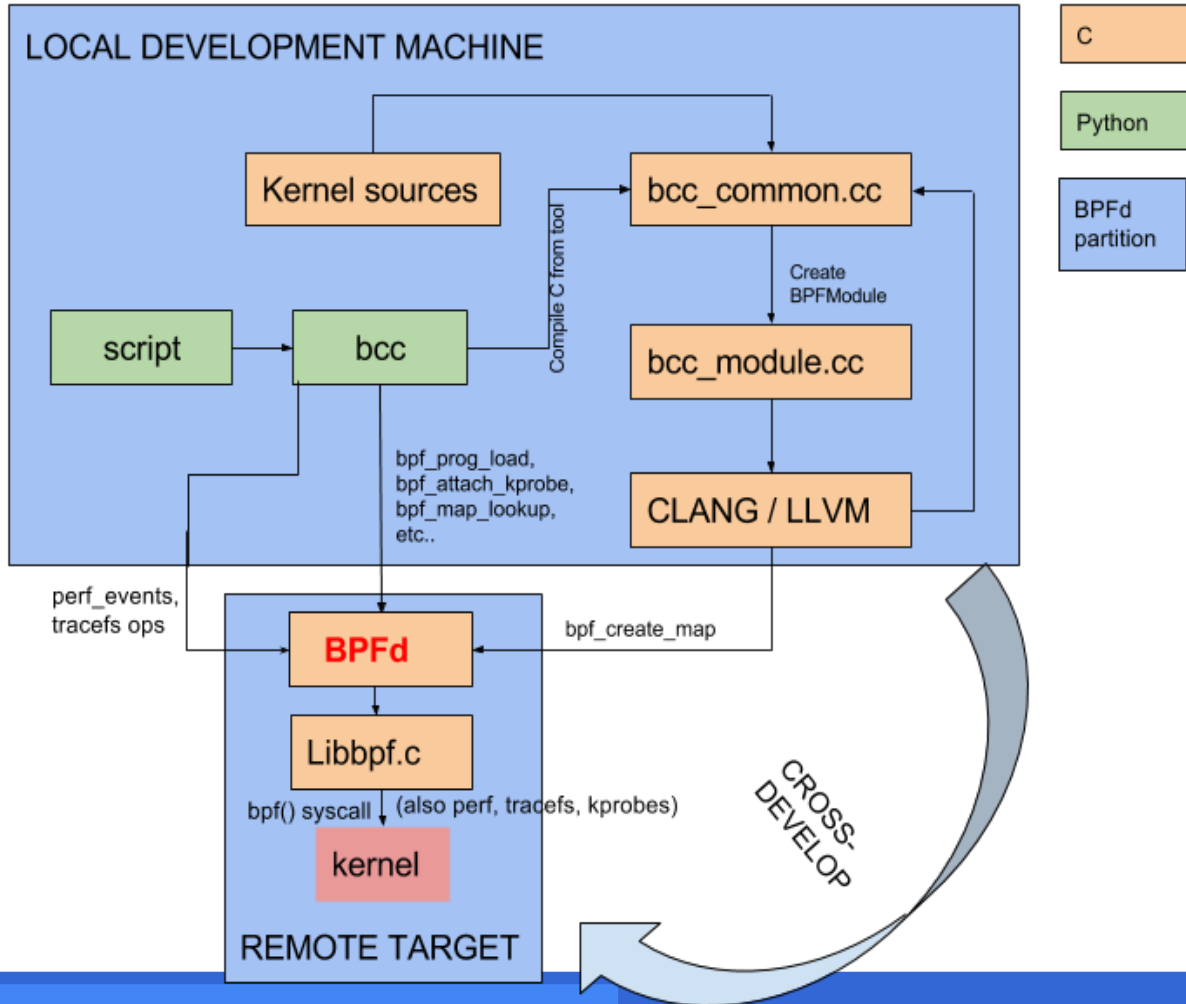 LOCAL DEVELOPMENT MACHINE
C
Python
BPFd
partition
Kernel sources
bcc_common.cc
Compile C from tool
Create
BPFModule
script
bcc
bcc_module.cc
bpf_prog_load,
bpf_attach_kprobe,
bpf_map_lookup,
etc..
CLANG / LLVM
perf_events,
tracefs ops
BPFd
bpf_create_map
Libbpf.c
bpf() syscall
(also perf, tracefs, kprobes)
kernel
REMOTE TARGET
CROSS-
DEVELOP